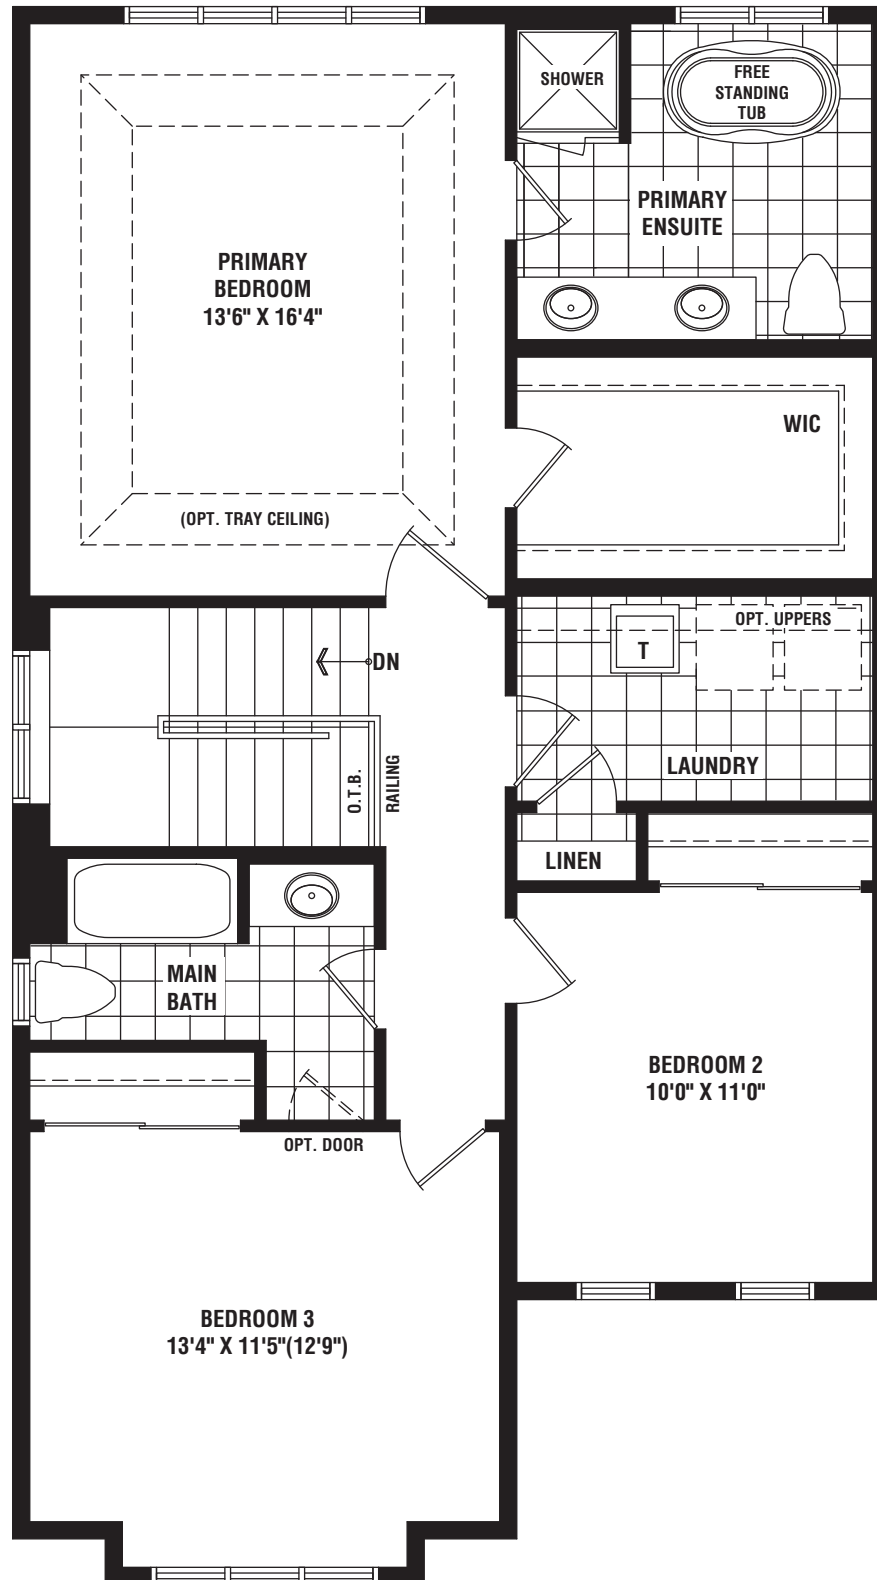 SHOWER
FREE
STANDING
TUB
PRIMARY
ENSUITE
PRIMARY
BEDROOM
13'6" X 16'4"
WIC
(OPT. TRAY CEILING)
OPT. UPPERS
T
DN
LAUNDRY
O.T.B.
RAILING
LINEN
MAIN
BATH
BEDROOM 2
10'0" X 11'0"
OPT. DOOR
BEDROOM 3
13'4" X 11'5"(12'9")